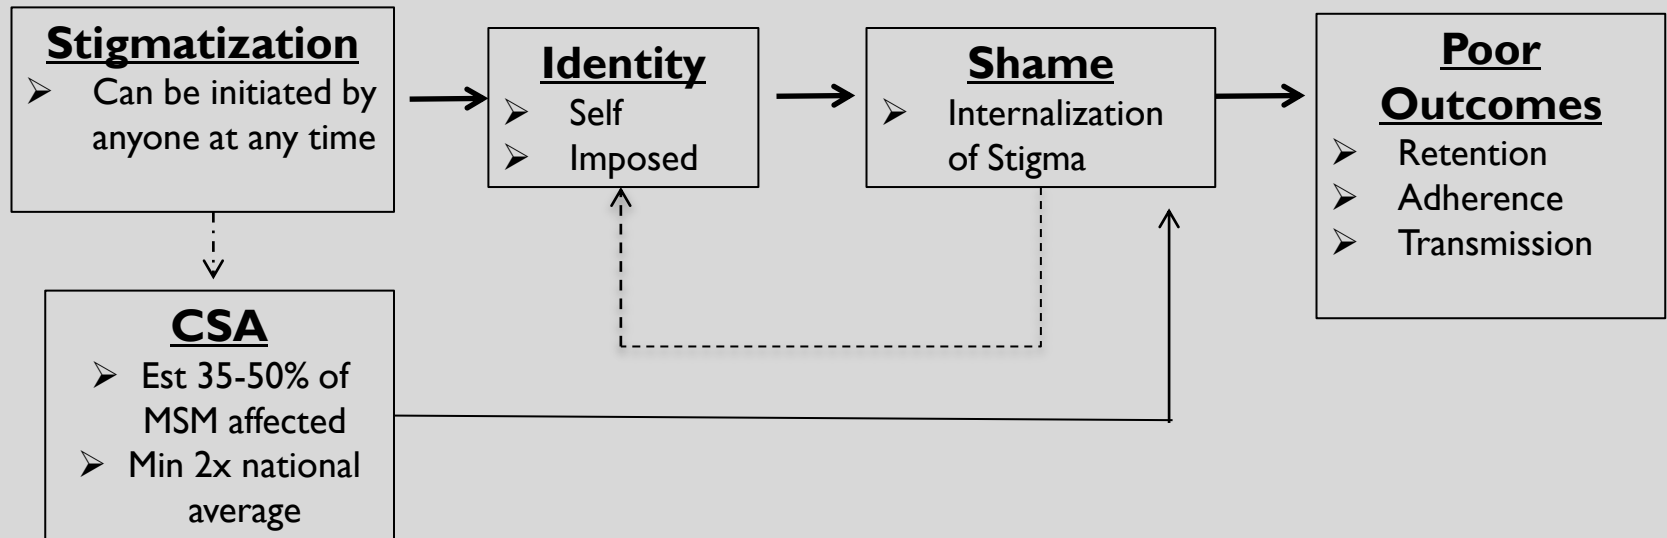 Stigmatization
➢ Can be initiated by
anyone at any time
Identity
➢ Self
➢ Imposed
Shame
➢ Internalization
of Stigma
Poor
Outcomes
➢ Retention
➢ Adherence
➢ Transmission
CSA
➢ Est 35-50% of
MSM affected
➢ Min 2x national
average